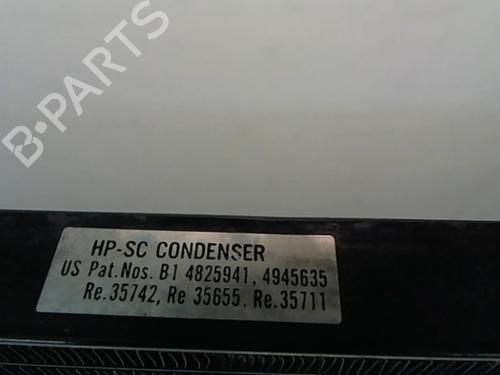 B-PARTS
HP-SC CONDENSER
US Pat.Nos. B1 4825941, 4945635
Re.35742, Re 35655, Re.35711